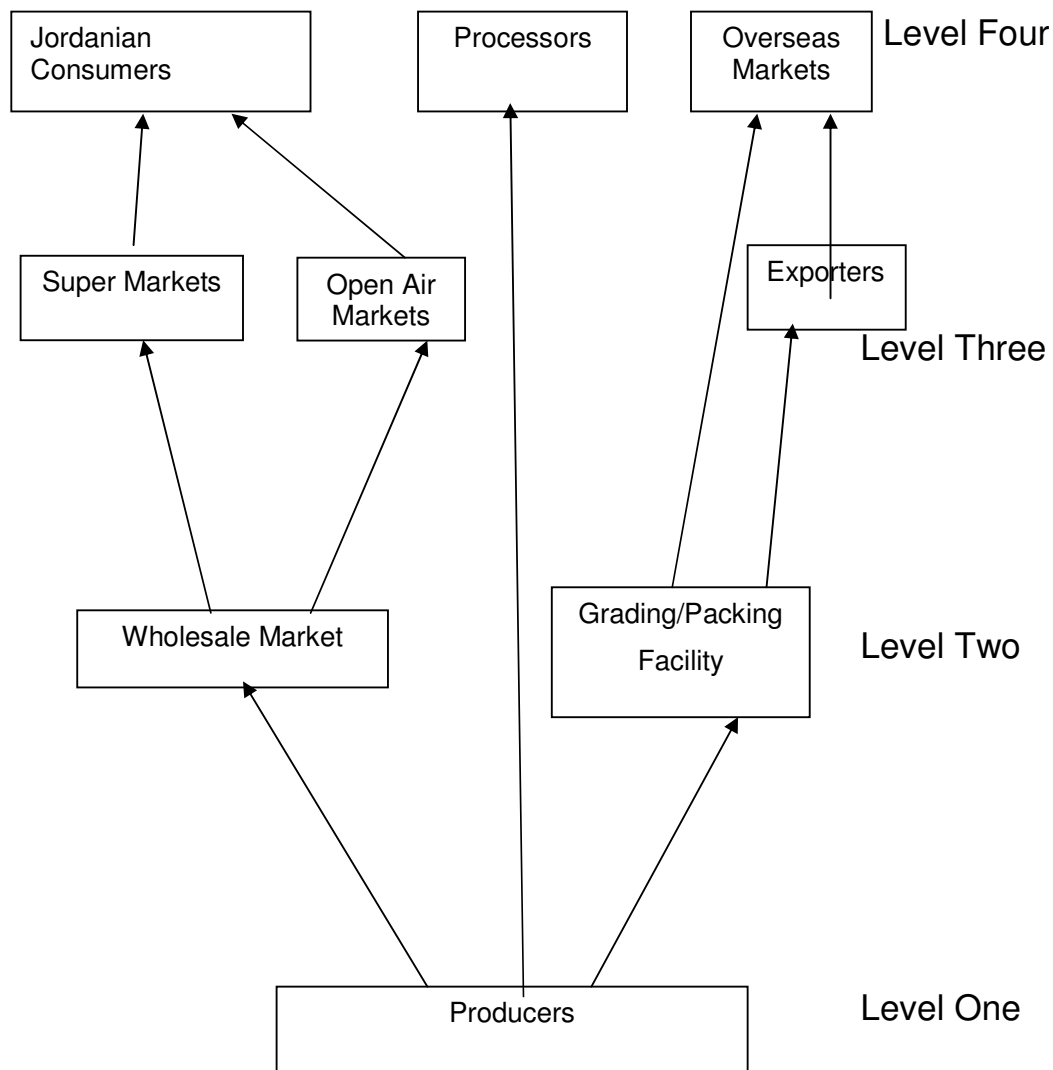 Jordanian
Consumers
Processors
Overseas
Markets
Level Four
Super Markets
Open Air
Markets
Exporters
Level Three
Wholesale Market
Grading/Packing
Facility
Level Two
Producers
Level One